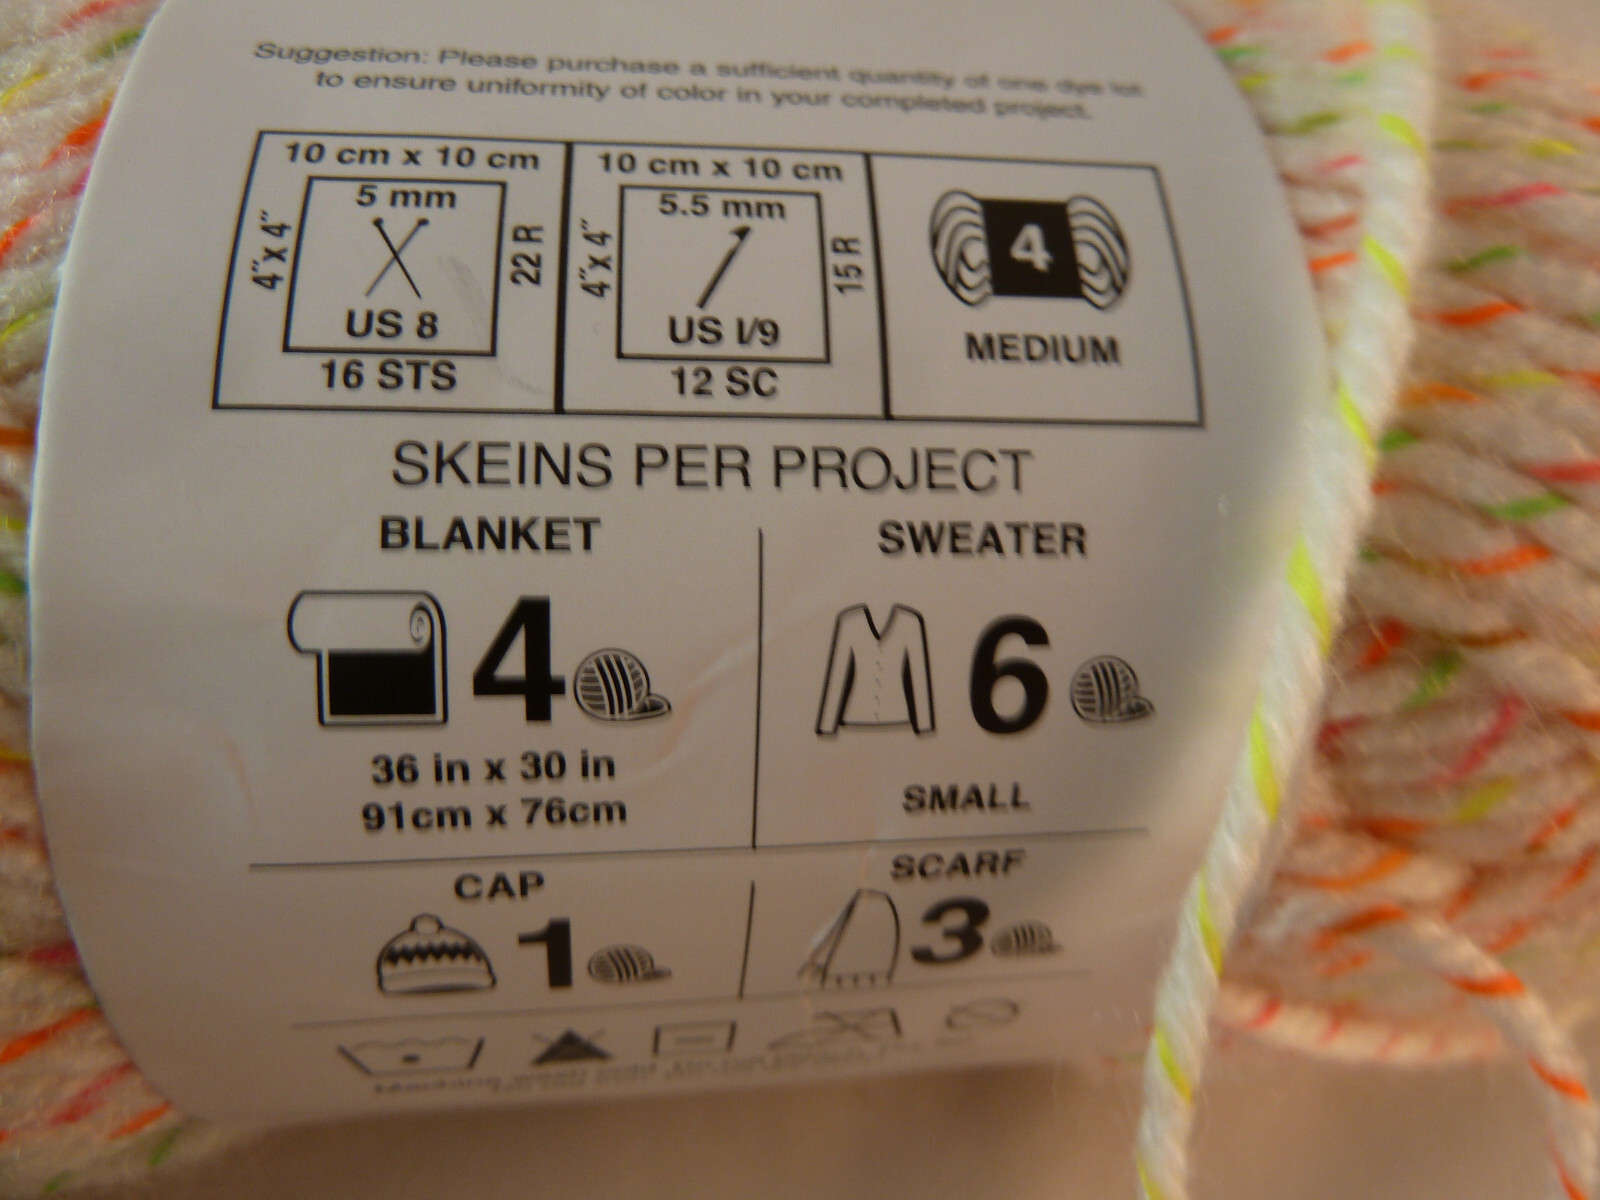 Suggestion: Please purchase a sufficient quantity of one dye lot
to ensure uniformity of color in your completed project.
10 cm x 10 cm
4"x 4"
5 mm
US 8
22 R
16 STS
10 cm x 10 cm
4"x 4"
5.5 mm
US I/9
15 R
12 SC
4
MEDIUM
SKEINS PER PROJECT
BLANKET
4
36 in x 30 in
91cm x 76cm
SWEATER
6
SMALL
CAP
1
SCARF
3